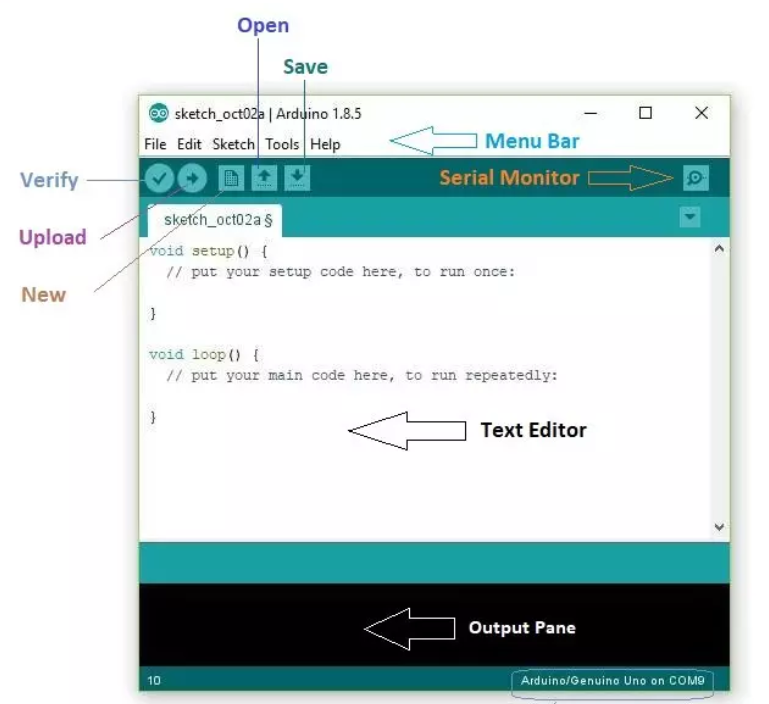 Open
Save
sketch_oct02a | Arduino 1.8.5
File Edit Sketch Tools Help
Menu Bar
Verify
Serial Monitor
Upload
sketch_oct02a §
New
void setup() {
// put your setup code here, to run once:
}
void loop() {
// put your main code here, to run repeatedly:
}
Text Editor
Output Pane
10
Arduino/Genuino Uno on COM9